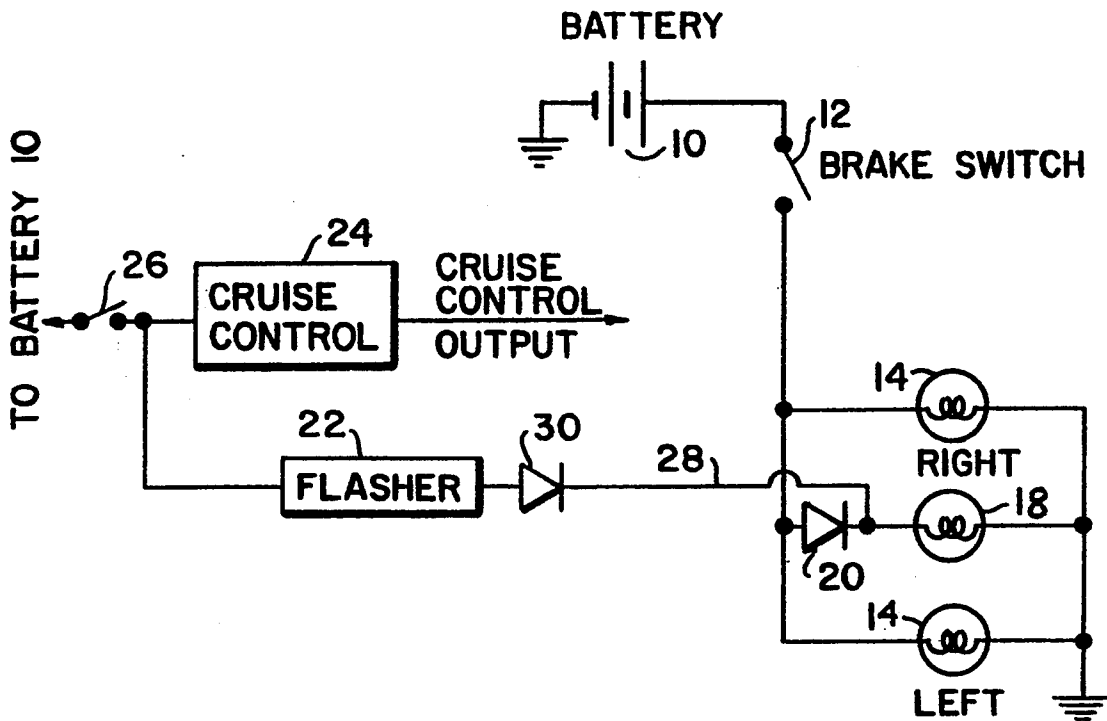 BATTERY
10
12
BRAKE SWITCH
TO BATTERY 10
26
24
CRUISE
CONTROL
CRUISE
CONTROL
OUTPUT
22
FLASHER
30
28
14
RIGHT
18
20
14
LEFT